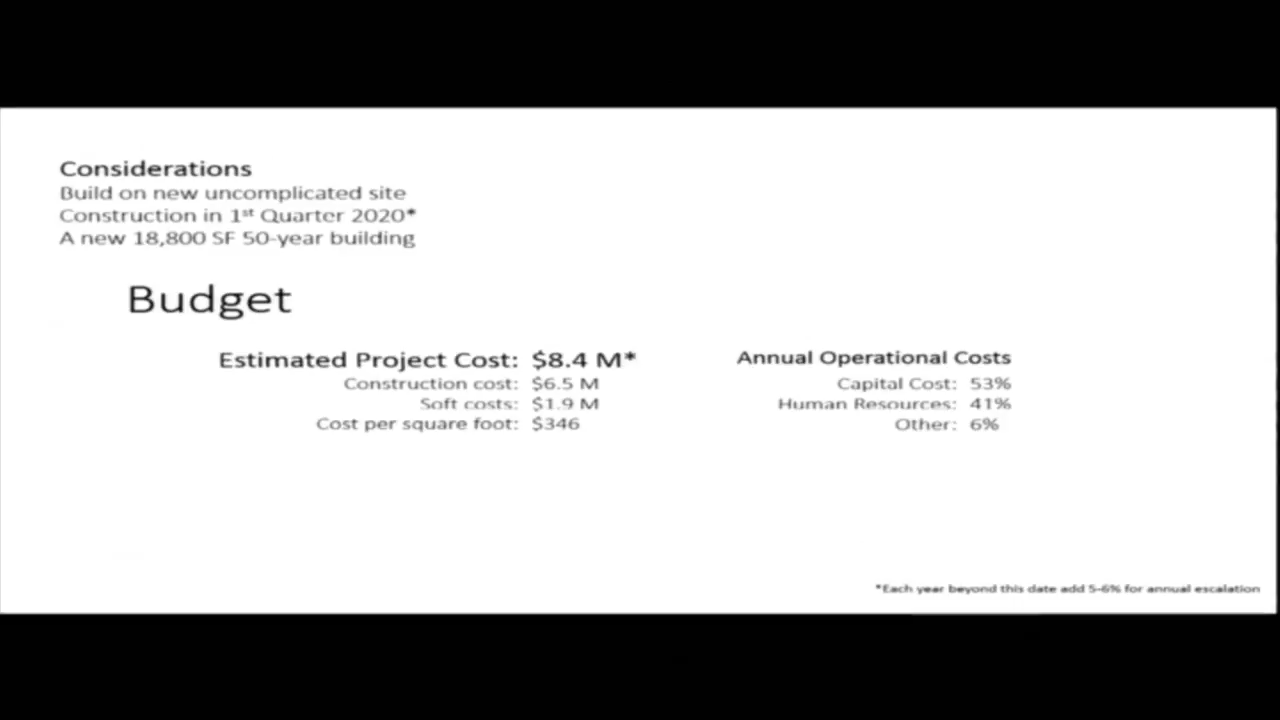 Considerations
Build on new uncomplicated site
Construction in 1st Quarter 2020*
A new 18,800 SF 50-year building
Budget
Estimated Project Cost: $8.4 M*
Construction cost: $6.5 M
Soft costs: $1.9 M
Cost per square foot: $346
Annual Operational Costs
Capital Cost: 53%
Human Resources: 41%
Other: 6%
*Each year beyond this date add 5-6% for annual escalation